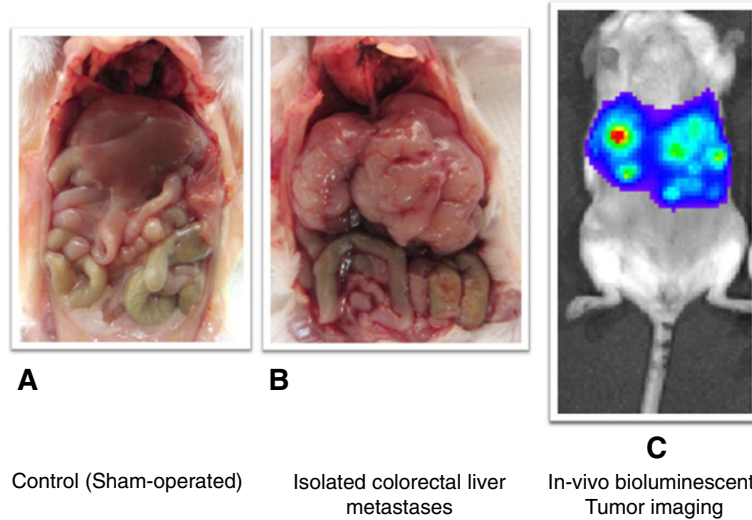 A
B
C
Control (Sham-operated)
Isolated colorectal liver
metastases
In-vivo bioluminescent
Tumor imaging